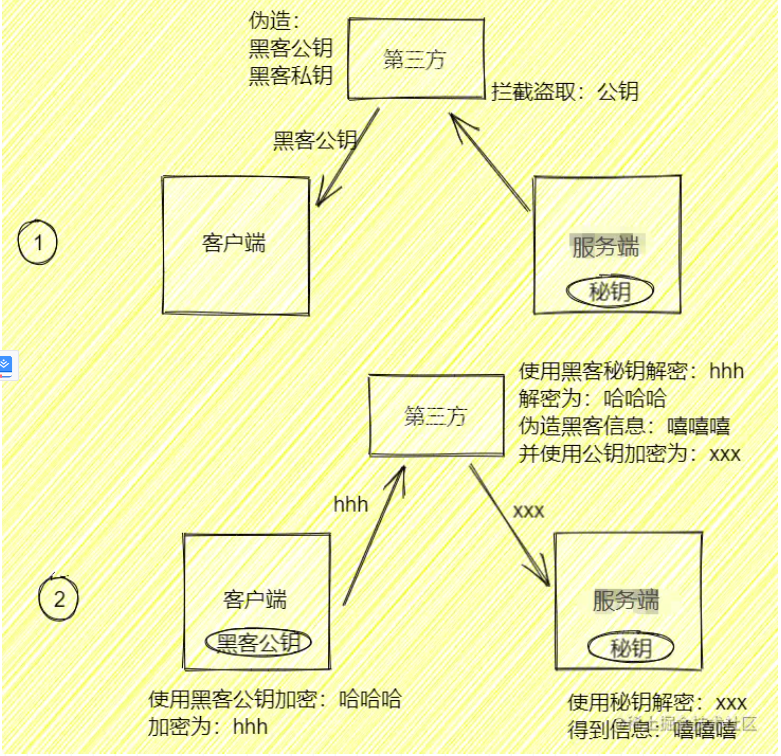 伪造：
黑客公钥
黑客私钥
第三方
拦截盗取：公钥
黑客公钥
1
客户端
服务端
秘钥
第三方
使用黑客秘钥解密：hhh
解密为：哈哈哈
伪造黑客信息：嘻嘻嘻
并使用公钥加密为：xxx
hhh
xxx
2
客户端
黑客公钥
服务端
秘钥
使用黑客公钥加密：哈哈哈
加密为：hhh
使用秘钥解密：xxx
得到信息：嘻嘻嘻
@稀土掘金技术社区